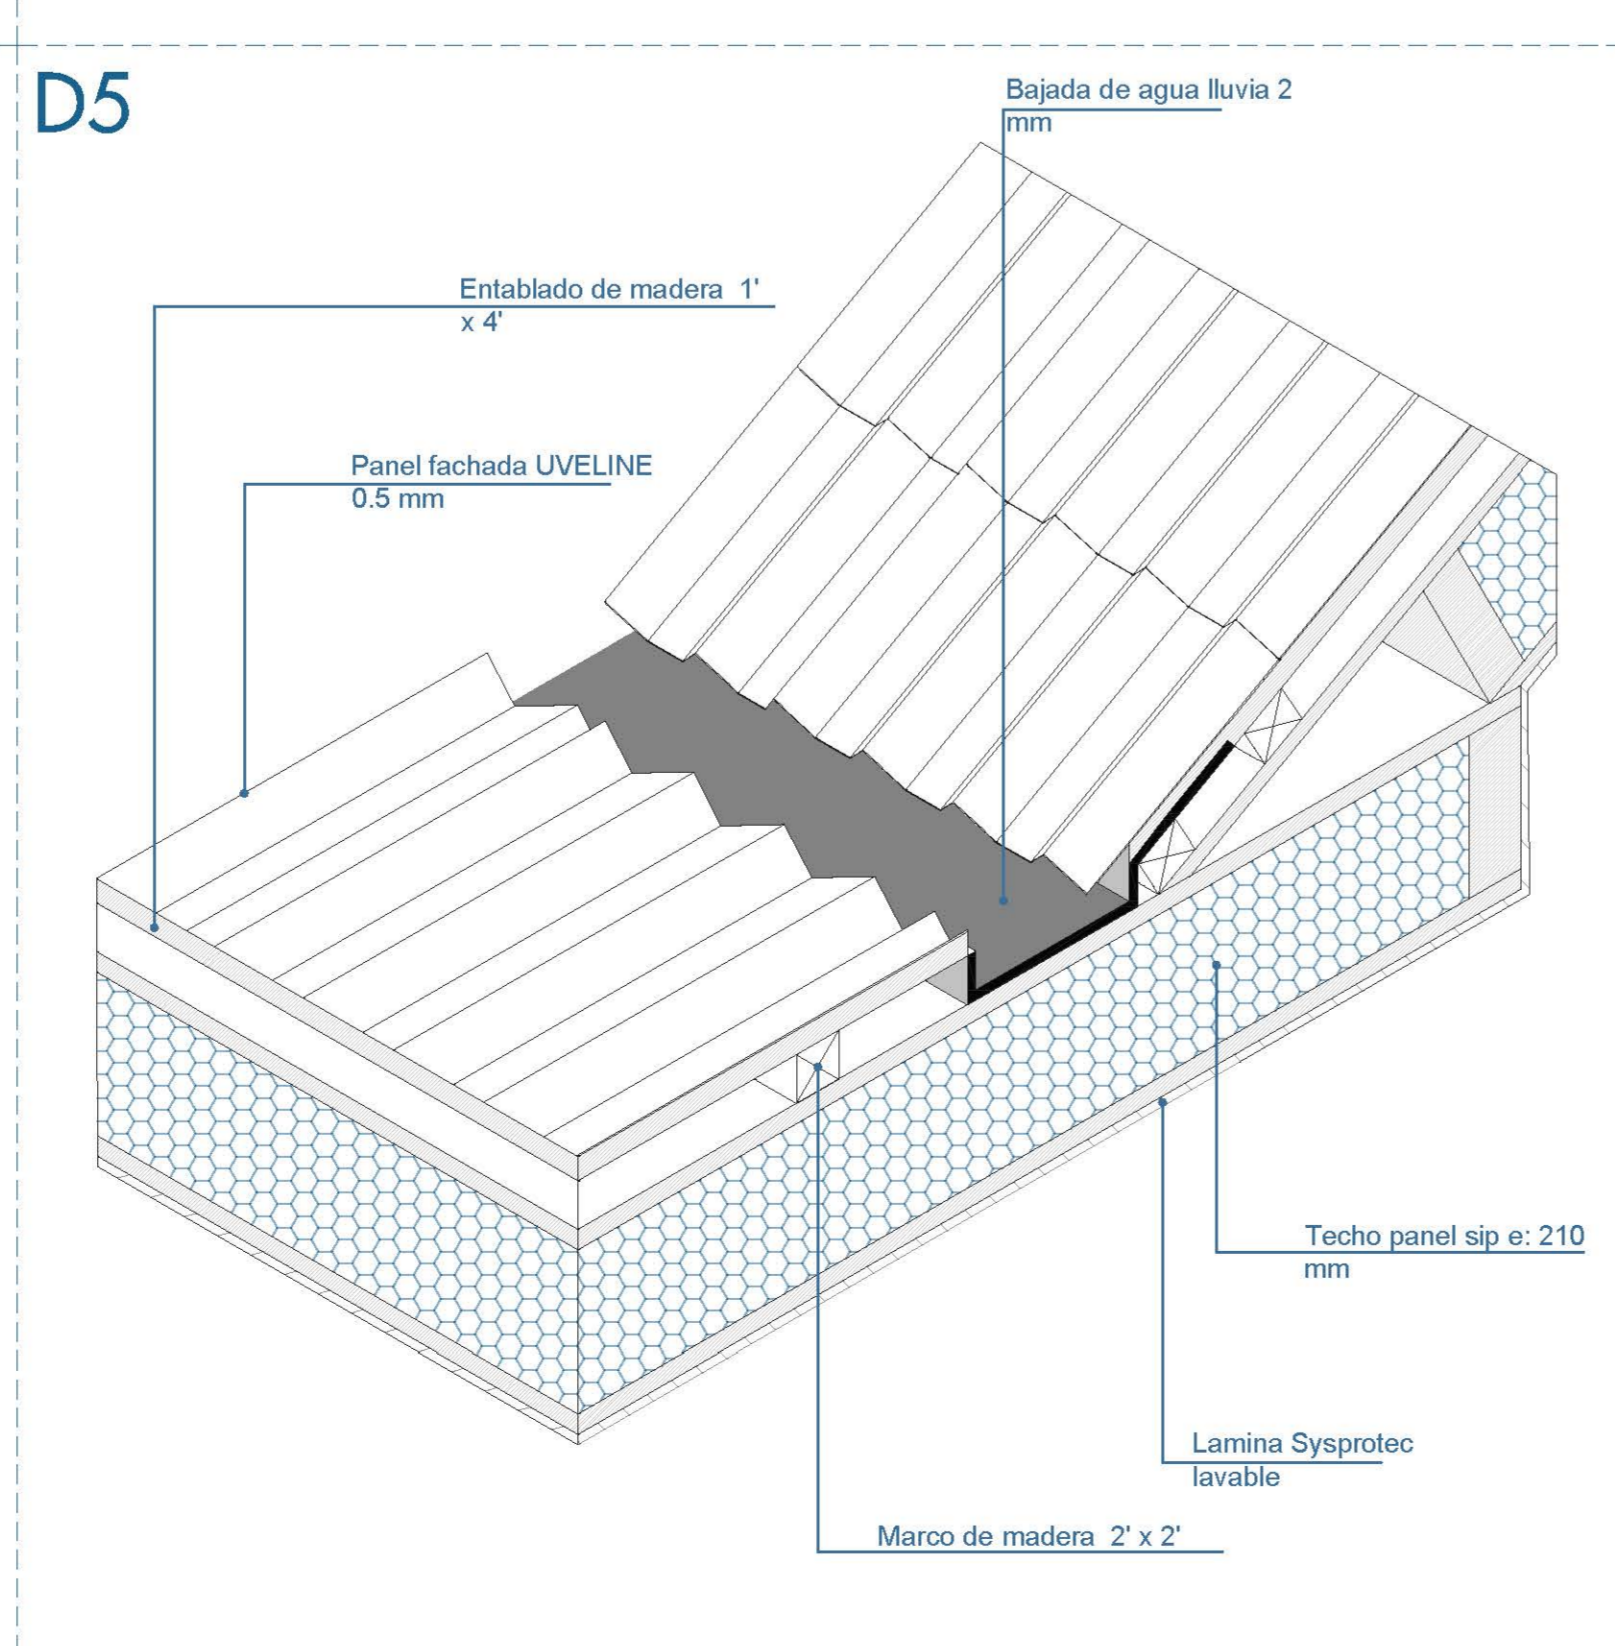 D5
Bajada de agua lluvia 2
mm
Entablado de madera 1'
x 4'
Panel fachada UVELINE
0.5 mm
Techo panel sip e: 210
mm
Lamina Sysprotec
lavable
Marco de madera 2' x 2'